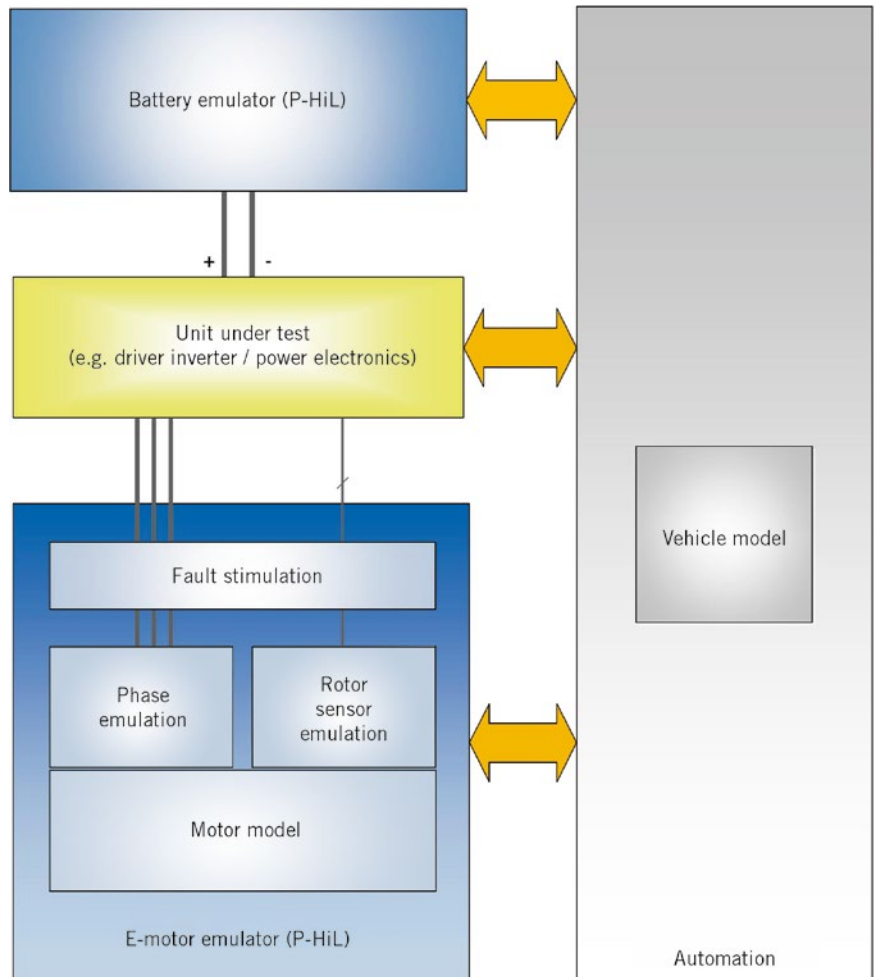 Battery emulator (P-HiL)
+ -
Unit under test
(e.g. driver inverter / power electronics)
Fault stimulation
Phase
emulation
Rotor
sensor
emulation
Motor model
E-motor emulator (P-HiL)
Vehicle model
Automation